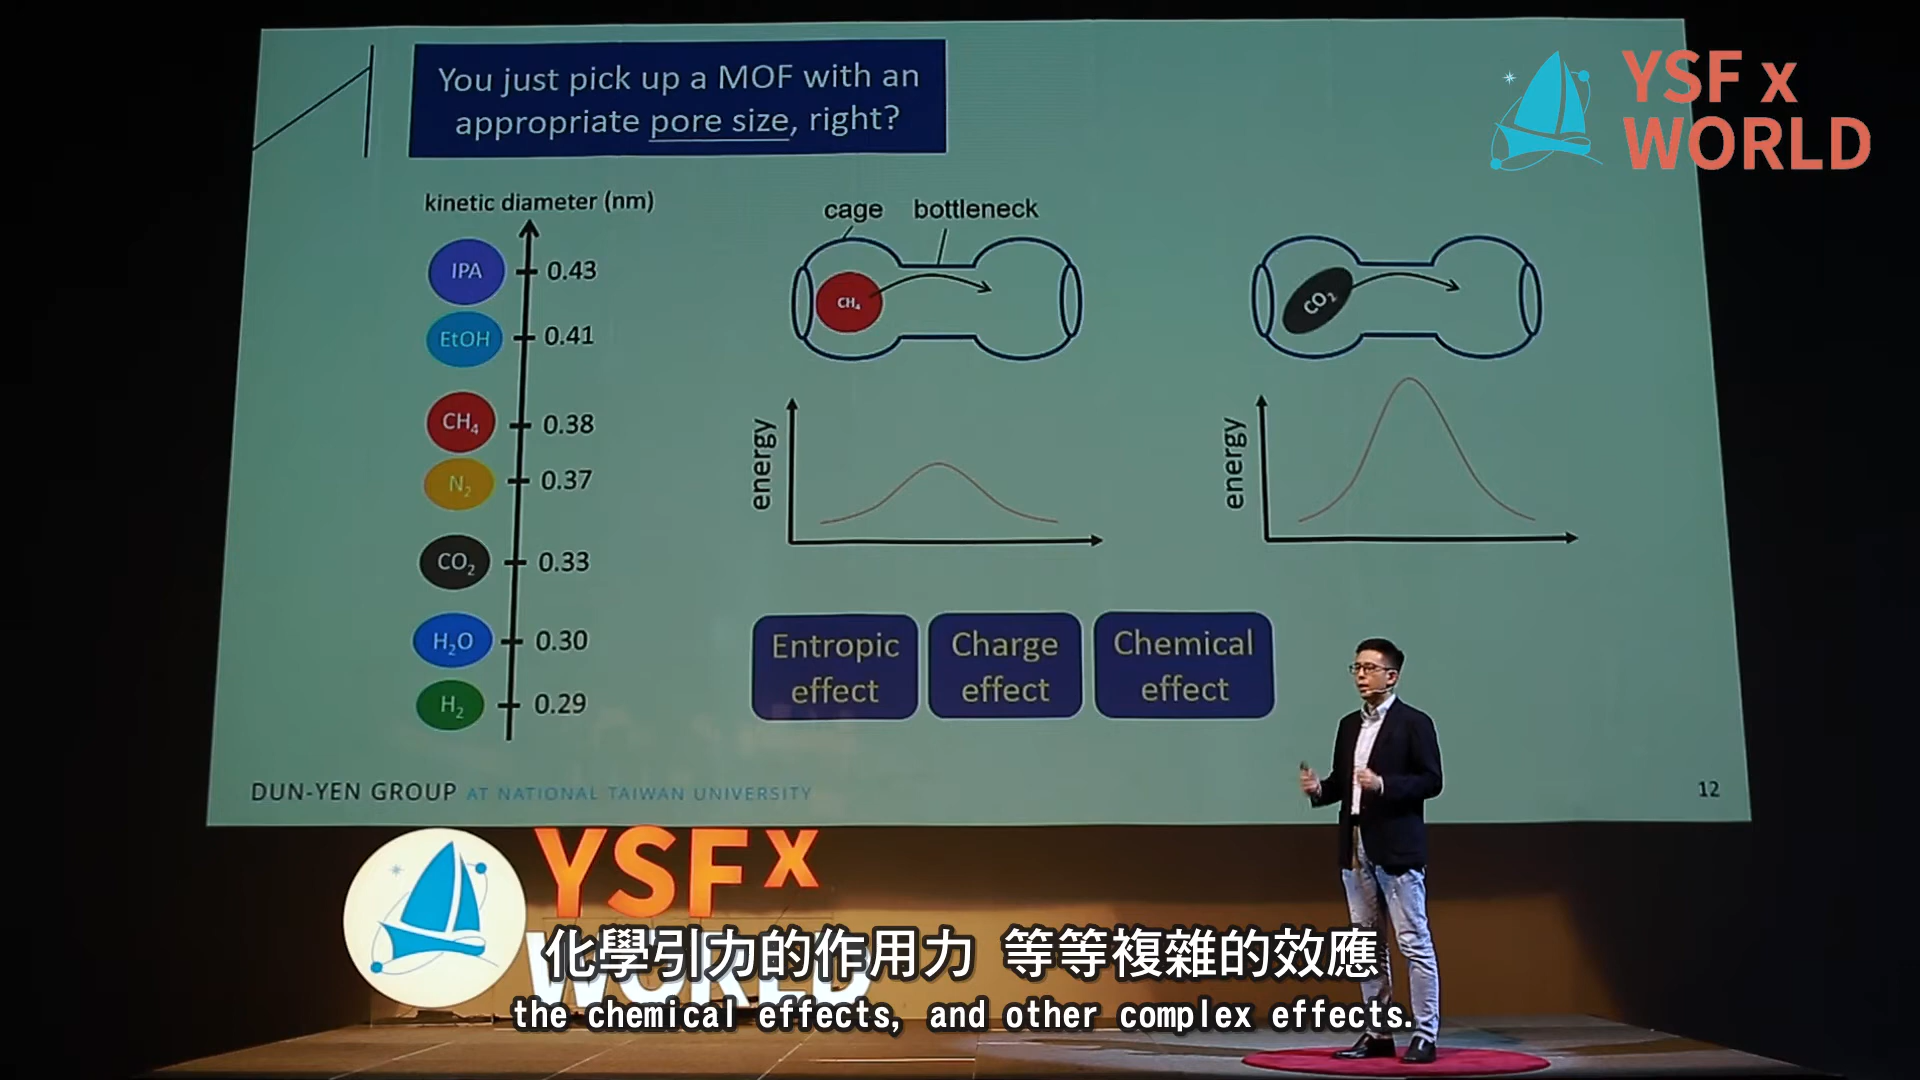 You just pick up a MOF with an
appropriate pore size, right?
YSF x
WORLD
kinetic diameter (nm)
IPA
0.43
EtOH
0.41
CH₄
0.38
N₂
0.37
CO₂
0.33
H₂O
0.30
H₂
0.29
cage
bottleneck
CH₄
CO₂
energy
energy
Entropic
effect
Charge
effect
Chemical
effect
DUN-YEN GROUP AT NATIONAL TAIWAN UNIVERSITY
12
YSF x
WORLD
化學引力的作用力 等等複雜的效應
the chemical effects, and other complex effects.